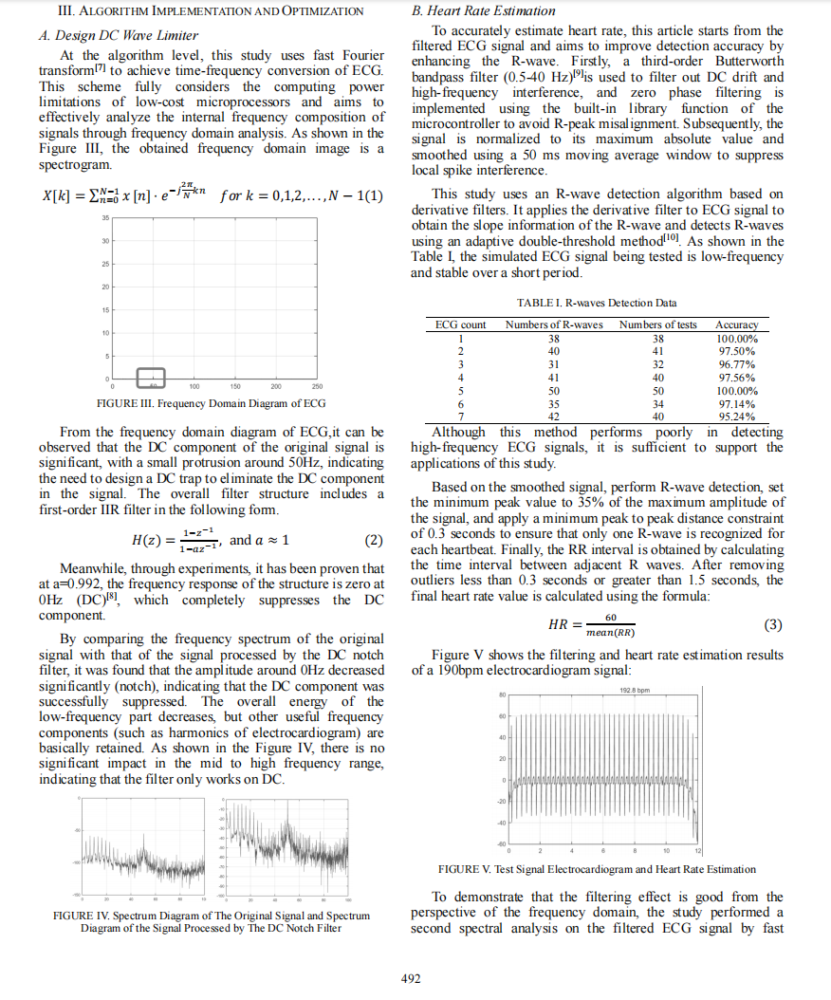 III. ALGORITHM IMPLEMENTATION AND OPTIMIZATION
A. Design DC Wave Limiter
At the algorithm level, this study uses fast Fourier
transform[7] to achieve time-frequency conversion of ECG.
This scheme fully considers the computing power
limitations of low-cost microprocessors and aims to
effectively analyze the internal frequency composition of
signals through frequency domain analysis. As shown in the
Figure III, the obtained frequency domain image is a
spectrogram.
X[k] = ∑_{n=0}^{N−1} x [n] · e^{−j(2π/N)kn} for k = 0,1,2,…,N − 1(1)
35
30
25
20
15
10
5
0
0 50 100 150 200 250
FIGURE III. Frequency Domain Diagram of ECG
From the frequency domain diagram of ECG,it can be
observed that the DC component of the original signal is
significant, with a small protrusion around 50Hz, indicating
the need to design a DC trap to eliminate the DC component
in the signal. The overall filter structure includes a
first-order IIR filter in the following form.
H(z) = (1−z^{−1})/(1−az^{−1}), and a ≈ 1 (2)
Meanwhile, through experiments, it has been proven that
at a=0.992, the frequency response of the structure is zero at
0Hz (DC)[8], which completely suppresses the DC
component.
By comparing the frequency spectrum of the original
signal with that of the signal processed by the DC notch
filter, it was found that the amplitude around 0Hz decreased
significantly (notch), indicating that the DC component was
successfully suppressed. The overall energy of the
low-frequency part decreases, but other useful frequency
components (such as harmonics of electrocardiogram) are
basically retained. As shown in the Figure IV, there is no
significant impact in the mid to high frequency range,
indicating that the filter only works on DC.
FIGURE IV. Spectrum Diagram of The Original Signal and Spectrum
Diagram of the Signal Processed by The DC Notch Filter
B. Heart Rate Estimation
To accurately estimate heart rate, this article starts from the
filtered ECG signal and aims to improve detection accuracy by
enhancing the R-wave. Firstly, a third-order Butterworth
bandpass filter (0.5-40 Hz)[9]is used to filter out DC drift and
high-frequency interference, and zero phase filtering is
implemented using the built-in library function of the
microcontroller to avoid R-peak misalignment. Subsequently, the
signal is normalized to its maximum absolute value and
smoothed using a 50 ms moving average window to suppress
local spike interference.
This study uses an R-wave detection algorithm based on
derivative filters. It applies the derivative filter to ECG signal to
obtain the slope information of the R-wave and detects R-waves
using an adaptive double-threshold method[10]. As shown in the
Table I, the simulated ECG signal being tested is low-frequency
and stable over a short period.
TABLE I. R-waves Detection Data
ECG count Numbers of R-waves Numbers of tests Accuracy
1 38 38 100.00%
2 40 41 97.50%
3 31 32 96.77%
4 41 40 97.56%
5 50 50 100.00%
6 35 34 97.14%
7 42 40 95.24%
Although this method performs poorly in detecting
high-frequency ECG signals, it is sufficient to support the
applications of this study.
Based on the smoothed signal, perform R-wave detection, set
the minimum peak value to 35% of the maximum amplitude of
the signal, and apply a minimum peak to peak distance constraint
of 0.3 seconds to ensure that only one R-wave is recognized for
each heartbeat. Finally, the RR interval is obtained by calculating
the time interval between adjacent R waves. After removing
outliers less than 0.3 seconds or greater than 1.5 seconds, the
final heart rate value is calculated using the formula:
HR = 60/mean(RR) (3)
Figure V shows the filtering and heart rate estimation results
of a 190bpm electrocardiogram signal:
192.8 bpm
80
60
40
20
0
-20
-40
-60
0 2 4 6 8 10 12
FIGURE V. Test Signal Electrocardiogram and Heart Rate Estimation
To demonstrate that the filtering effect is good from the
perspective of the frequency domain, the study performed a
second spectral analysis on the filtered ECG signal by fast
492